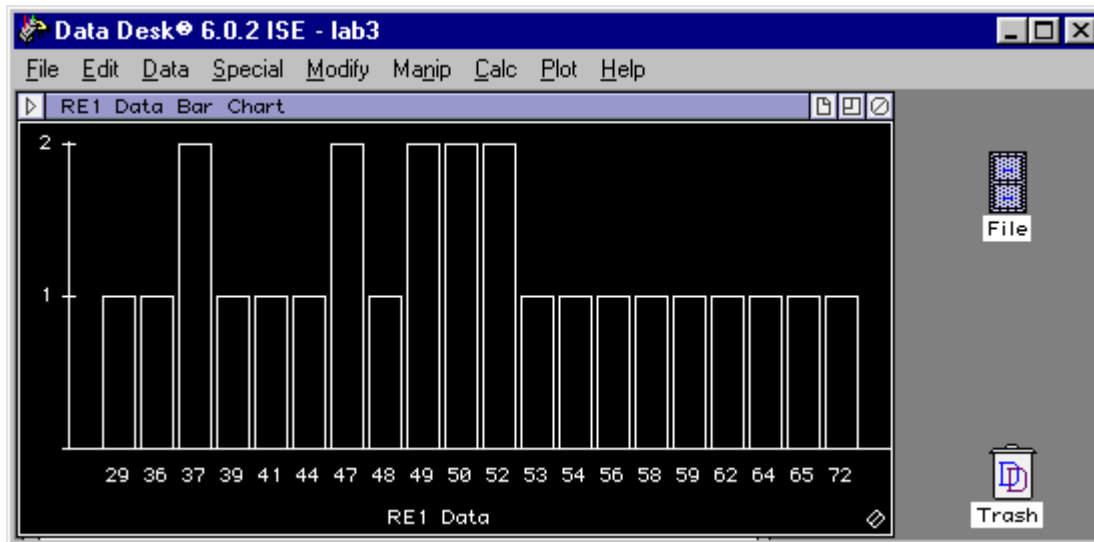 Data Desk® 6.0.2 ISE - lab3
File Edit Data Special Modify Manip Calc Plot Help
RE1 Data Bar Chart
2
1
29 36 37 39 41 44 47 48 49 50 52 53 54 56 58 59 62 64 65 72
RE1 Data
File
DD
Trash